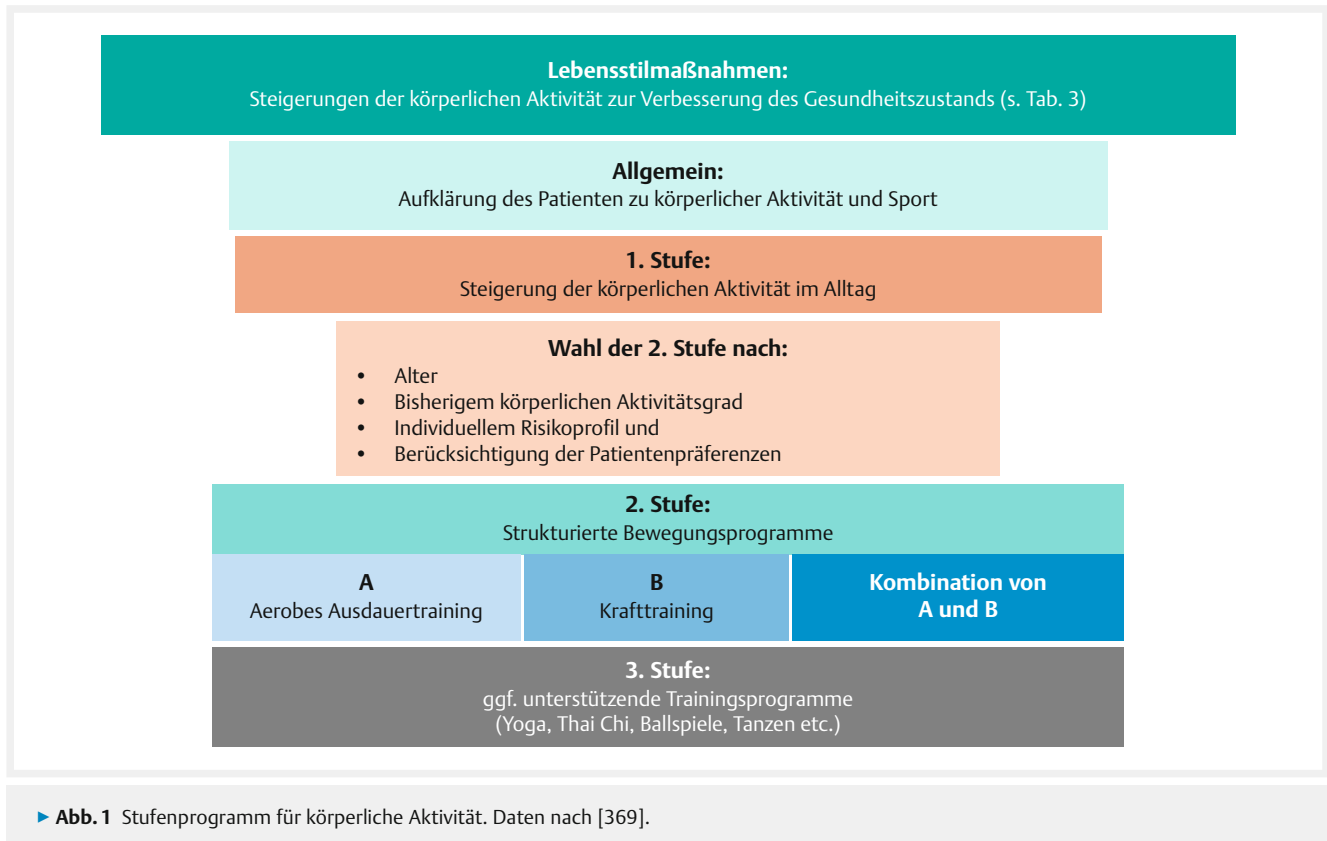 Lebensstilmaßnahmen:
Steigerungen der körperlichen Aktivität zur Verbesserung des Gesundheitszustands (s. Tab. 3)
Allgemein:
Aufklärung des Patienten zu körperlicher Aktivität und Sport
1. Stufe:
Steigerung der körperlichen Aktivität im Alltag
Wahl der 2. Stufe nach:
• Alter
• Bisherigem körperlichen Aktivitätsgrad
• Individuellem Risikoprofil und
• Berücksichtigung der Patientenpräferenzen
2. Stufe:
Strukturierte Bewegungsprogramme
A
Aerobes Ausdauertraining
B
Krafttraining
Kombination von
A und B
3. Stufe:
ggf. unterstützende Trainingsprogramme
(Yoga, Thai Chi, Ballspiele, Tanzen etc.)
► Abb. 1 Stufenprogramm für körperliche Aktivität. Daten nach [369].